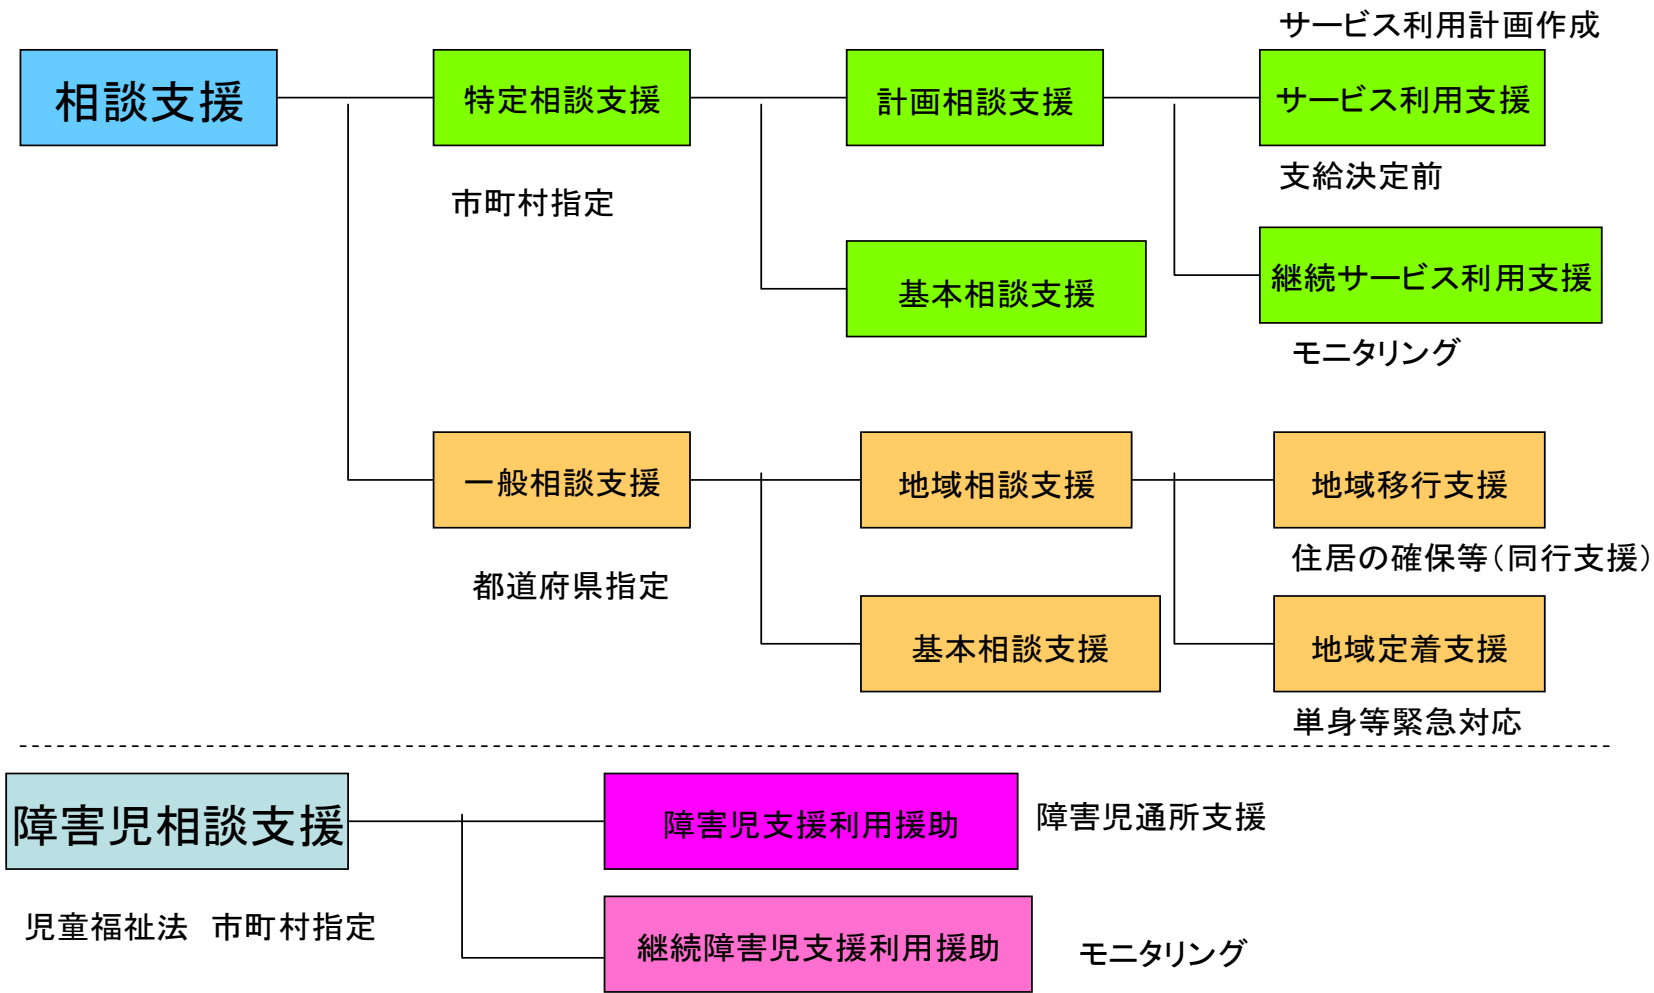 サービス利用計画作成
相談支援
特定相談支援
計画相談支援
サービス利用支援
支給決定前
市町村指定
基本相談支援
継続サービス利用支援
モニタリング
一般相談支援
地域相談支援
地域移行支援
住居の確保等(同行支援)
都道府県指定
基本相談支援
地域定着支援
単身等緊急対応
障害児相談支援
障害児支援利用援助
障害児通所支援
児童福祉法 市町村指定
継続障害児支援利用援助
モニタリング